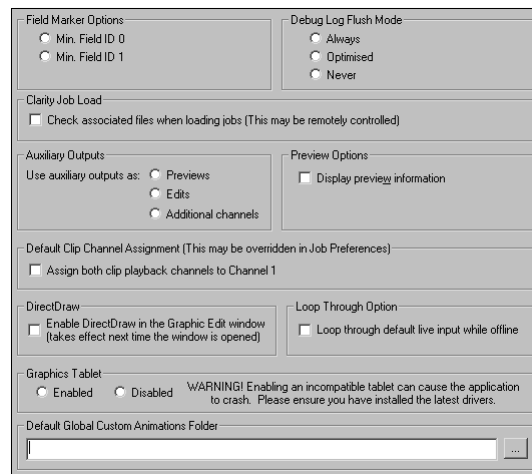 Field Marker Options
Min. Field ID 0
Min. Field ID 1
Debug Log Flush Mode
Always
Optimised
Never
Clarity Job Load
Check associated files when loading jobs (This may be remotely controlled)
Auxiliary Outputs
Use auxiliary outputs as:
Previews
Edits
Additional channels
Preview Options
Display preview information
Default Clip Channel Assignment (This may be overridden in Job Preferences)
Assign both clip playback channels to Channel 1
DirectDraw
Enable DirectDraw in the Graphic Edit window
(takes effect next time the window is opened)
Loop Through Option
Loop through default live input while offline
Graphics Tablet
Enabled
Disabled
WARNING! Enabling an incompatible tablet can cause the application
to crash. Please ensure you have installed the latest drivers.
Default Global Custom Animations Folder
...